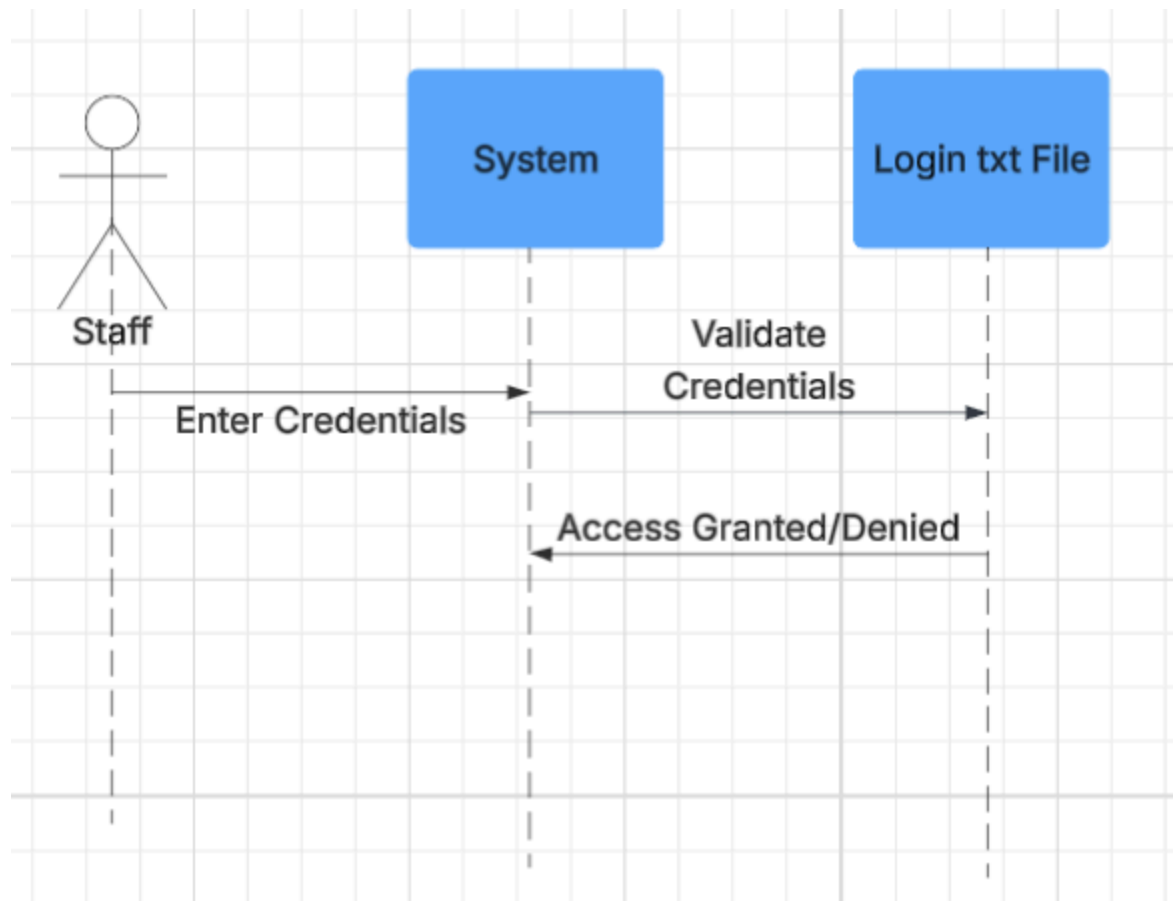 System
Login txt File
Staff
Validate
Credentials
Enter Credentials
Access Granted/Denied